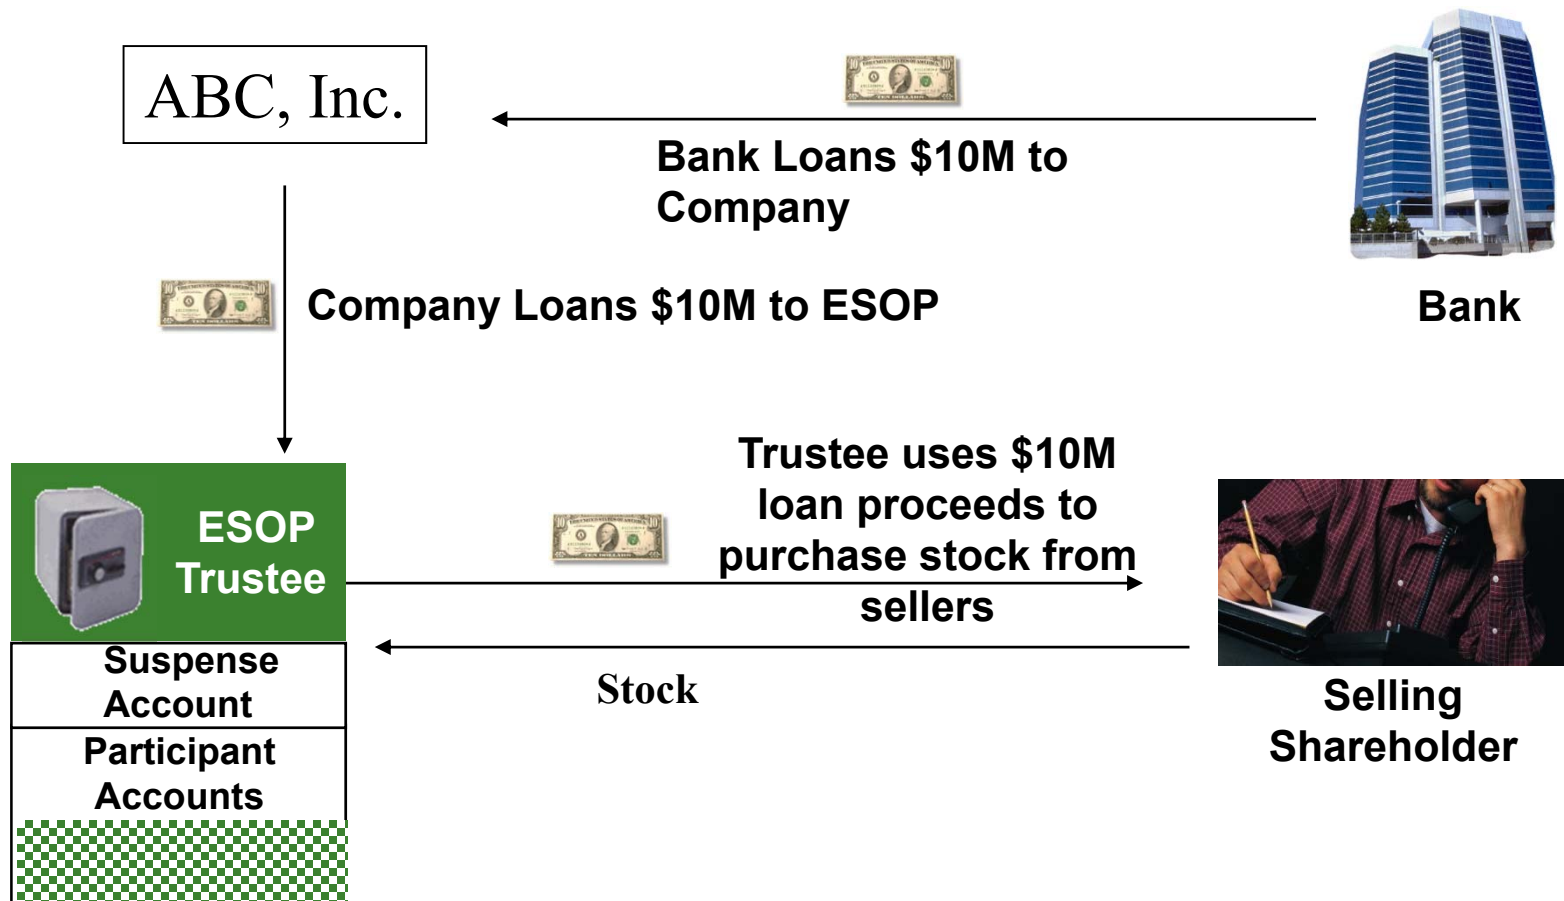 ABC, Inc.
Bank Loans $10M to
Company
Bank
Company Loans $10M to ESOP
ESOP
Trustee
Trustee uses $10M
loan proceeds to
purchase stock from
sellers
Suspense
Account
Stock
Selling
Shareholder
Participant
Accounts